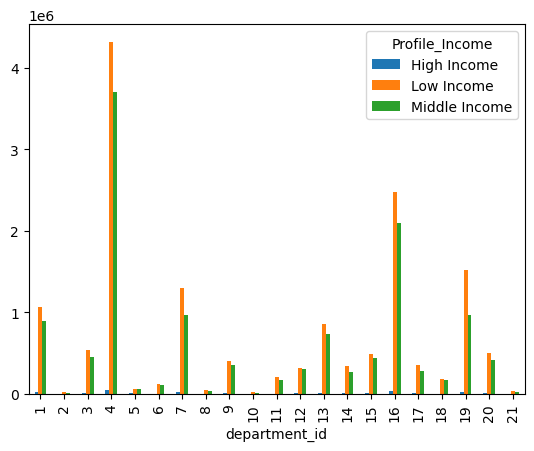 1e6
Profile_Income
High Income
Low Income
Middle Income
4
3
2
1
0
1 2 3 4 5 6 7 8 9 10 11 12 13 14 15 16 17 18 19 20 21
department_id